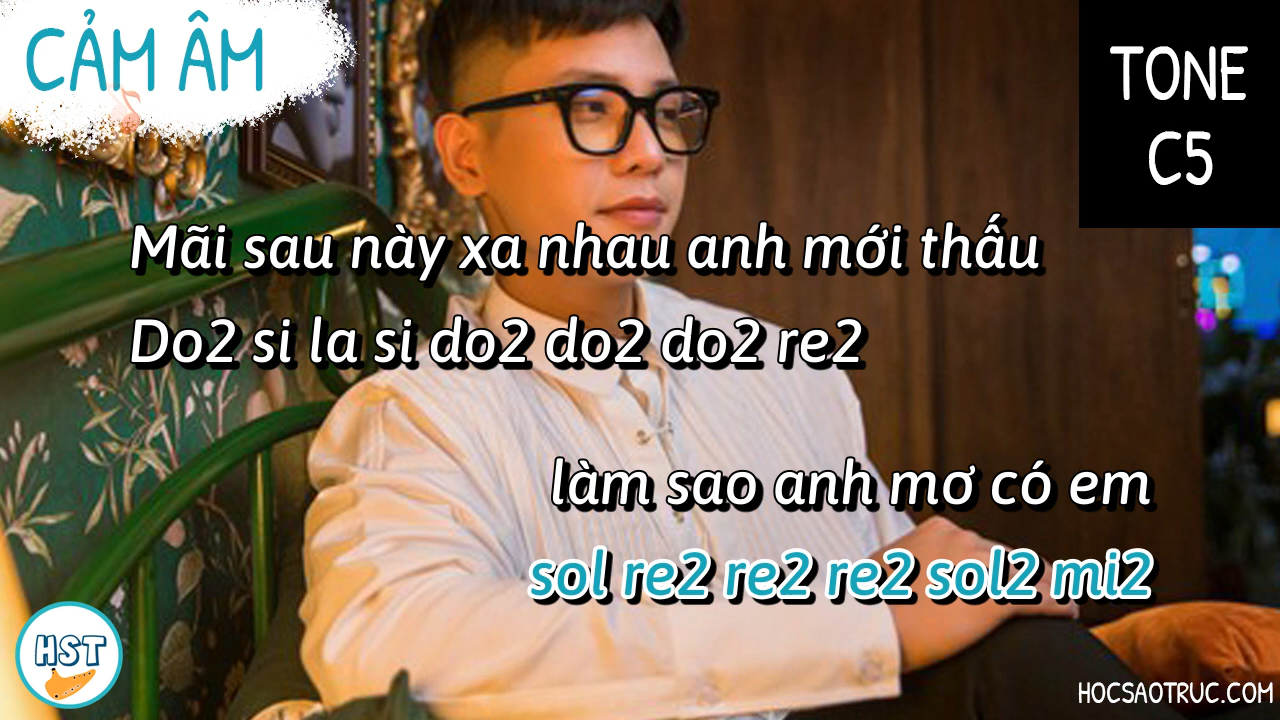 CẢM ÂM
TONE
C5
Mãi sau này xa nhau anh mới thấu
Do2 si la si do2 do2 do2 re2
làm sao anh mơ có em
sol re2 re2 re2 sol2 mi2
HST
HOCSAOTRUC.COM